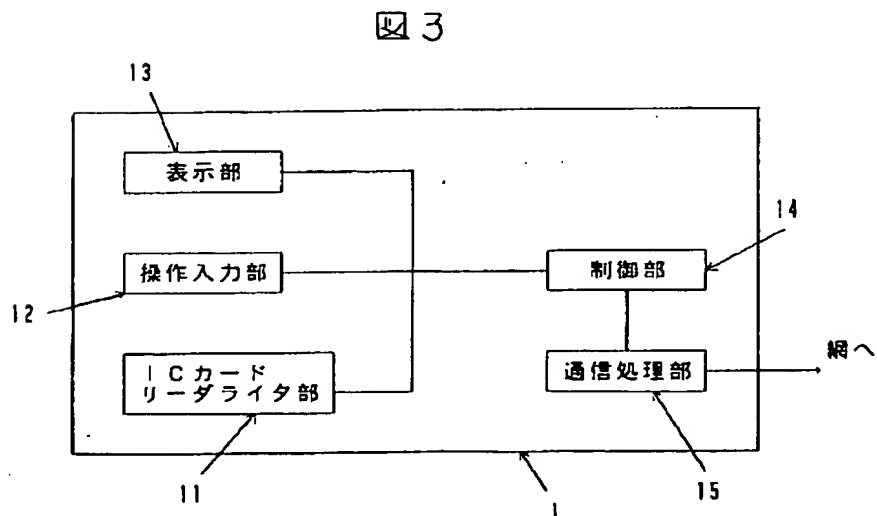 図3
13
表示部
14
操作入力部
制御部
12
網へ
ICカード
リーダライタ部
通信処理部
11
15
1